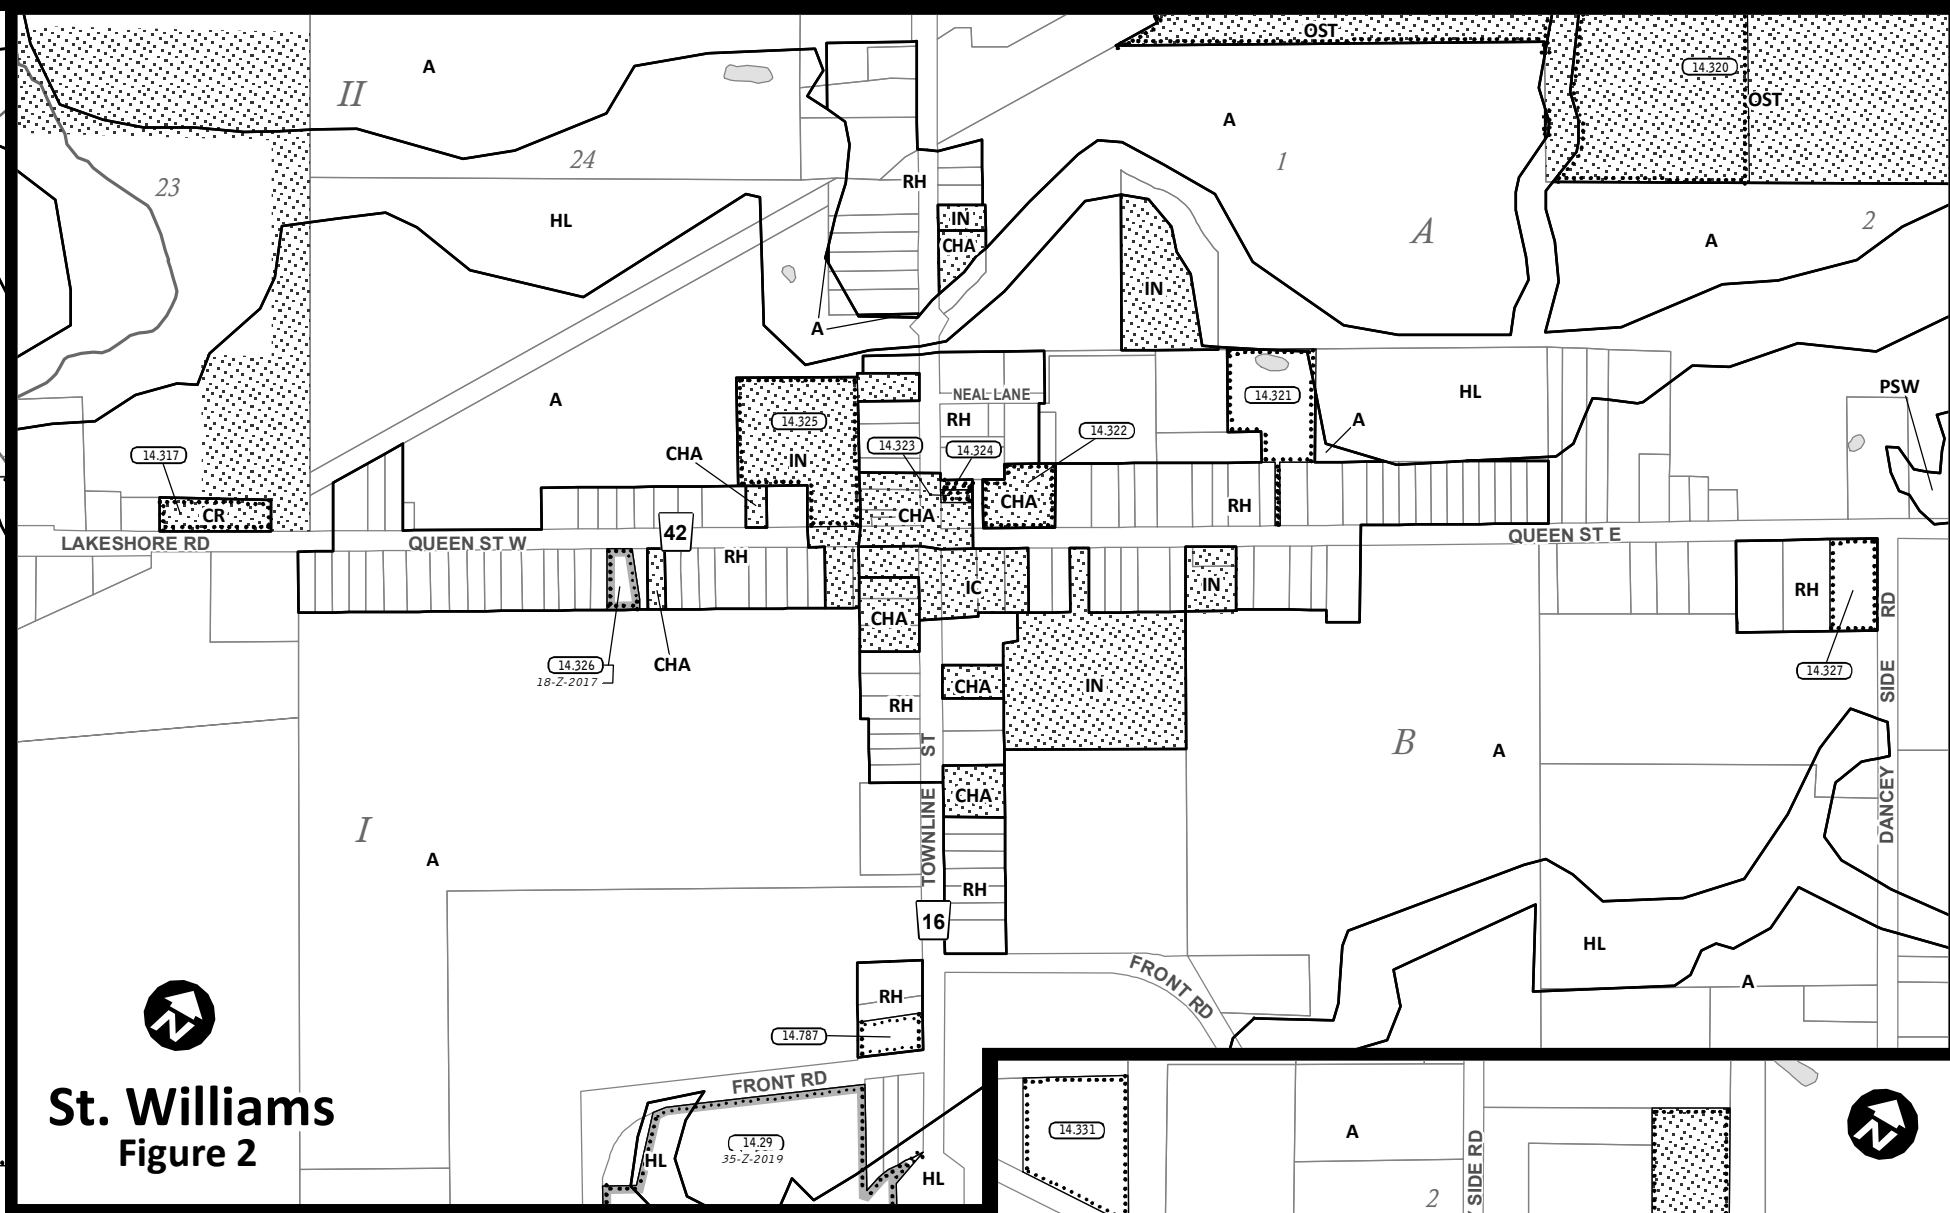 OST
A
II
14.320
OST
A
24
1
23
RH
HL
IN
CHA
A
A
2
IN
A
NEAL LANE
HL
PSW
A
14.321
14.325
RH
A
14.322
14.323
14.324
CHA
14.317
IN
CHA
RH
CR
CHA
42
QUEEN ST E
LAKESHORE RD
QUEEN ST W
RH
IC
IN
RH
RD
CHA
14.326
18-Z-2017
CHA
CHA
IN
SIDE
14.327
RH
ST
B
A
CHA
DANCEY
I
A
TOWNLINE
RH
16
HL
FRONT RD
A
RH
N
14.787
St. Williams
Figure 2
FRONT RD
14.29
35-Z-2019
HL
HL
14.331
A
2
SIDE RD
N